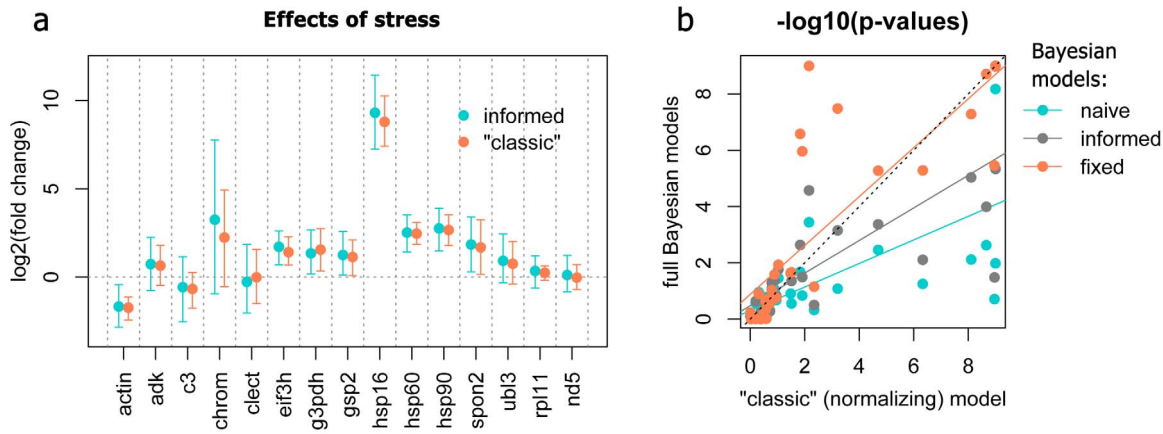 a
Effects of stress
log2(fold change)
10
5
0
informed
"classic"
actin
adk
c3
chrom
clect
eif3h
g3pdh
gsp2
hsp16
hsp60
hsp90
spon2
ubl3
rpl11
nd5
b
-log10(p-values)
full Bayesian models
8
6
4
2
0
0 2 4 6 8
"classic" (normalizing) model
Bayesian
models:
naive
informed
fixed